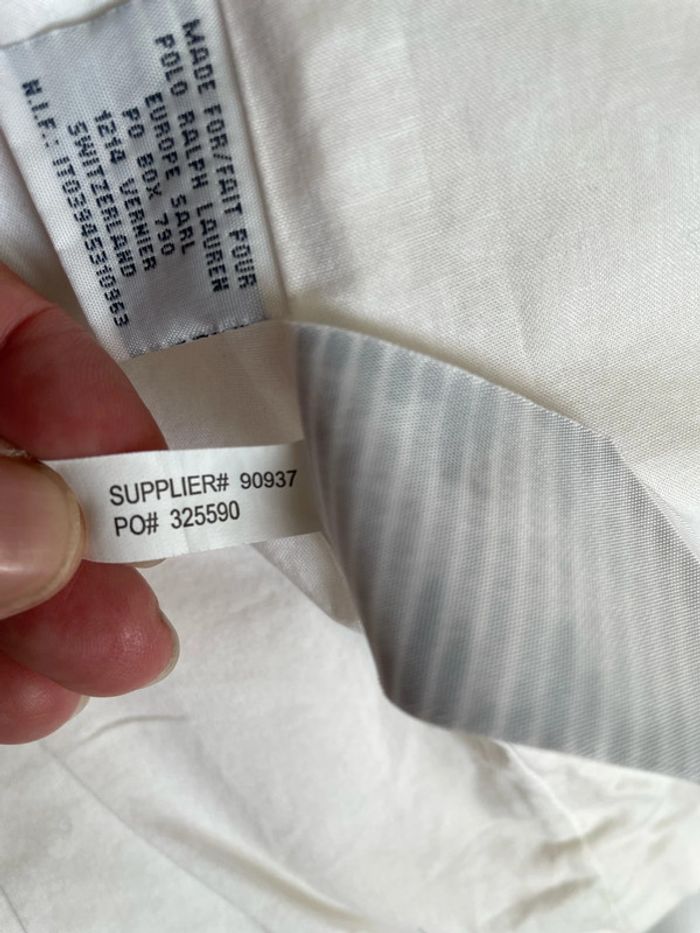 MADE FOR/FAIT POUR
POLO RALPH LAUREN
EUROPE SARL
PO BOX 790
1214 VERNIER
SWITZERLAND
N.I.F.: IT03945310963
SUPPLIER# 90937
PO# 325590